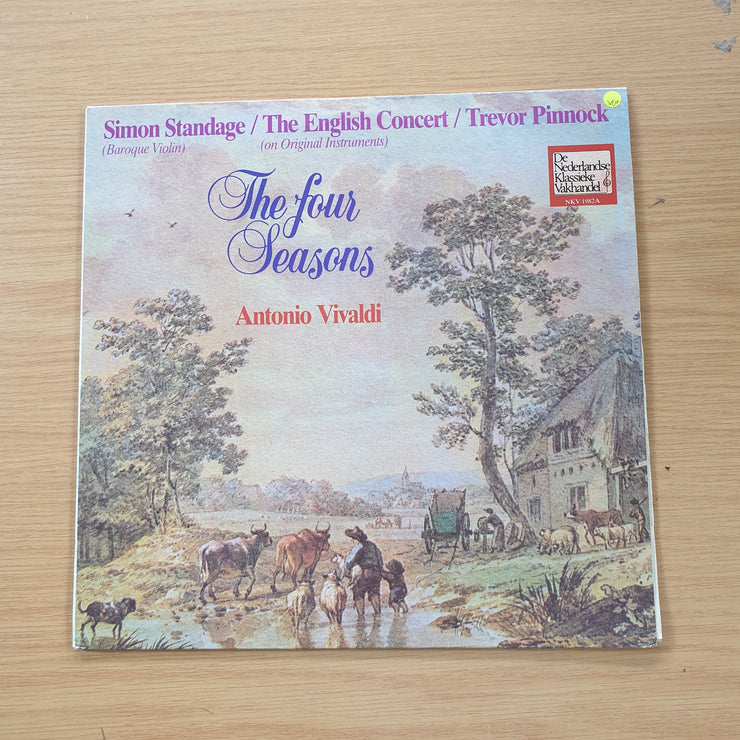 Simon Standage / The English Concert / Trevor Pinnock
(Baroque Violin) (on Original Instruments)
The four
Seasons
Antonio Vivaldi
De
Nederlandse
Klassieke
Vakhandel
NKV 1982A